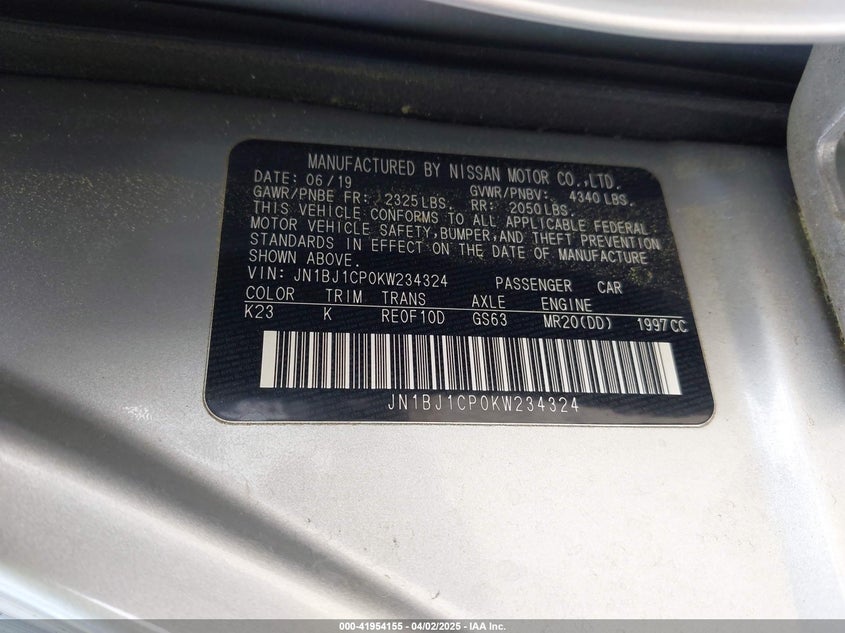 MANUFACTURED BY NISSAN MOTOR CO.,LTD.
DATE: 06/19 GVWR/PNBV: 4340 LBS.
GAWR/PNBE FR: 2325 LBS. RR: 2050 LBS.
THIS VEHICLE CONFORMS TO ALL APPLICABLE FEDERAL
MOTOR VEHICLE SAFETY, BUMPER, AND THEFT PREVENTION
STANDARDS IN EFFECT ON THE DATE OF MANUFACTURE
SHOWN ABOVE.
VIN: JN1BJ1CP0KW234324 PASSENGER CAR
COLOR TRIM TRANS AXLE ENGINE
K23 K RE0F10D GS63 MR20(DD) 1997CC
JN1BJ1CP0KW234324
000-41954155 - 04/02/2025 - IAA Inc.